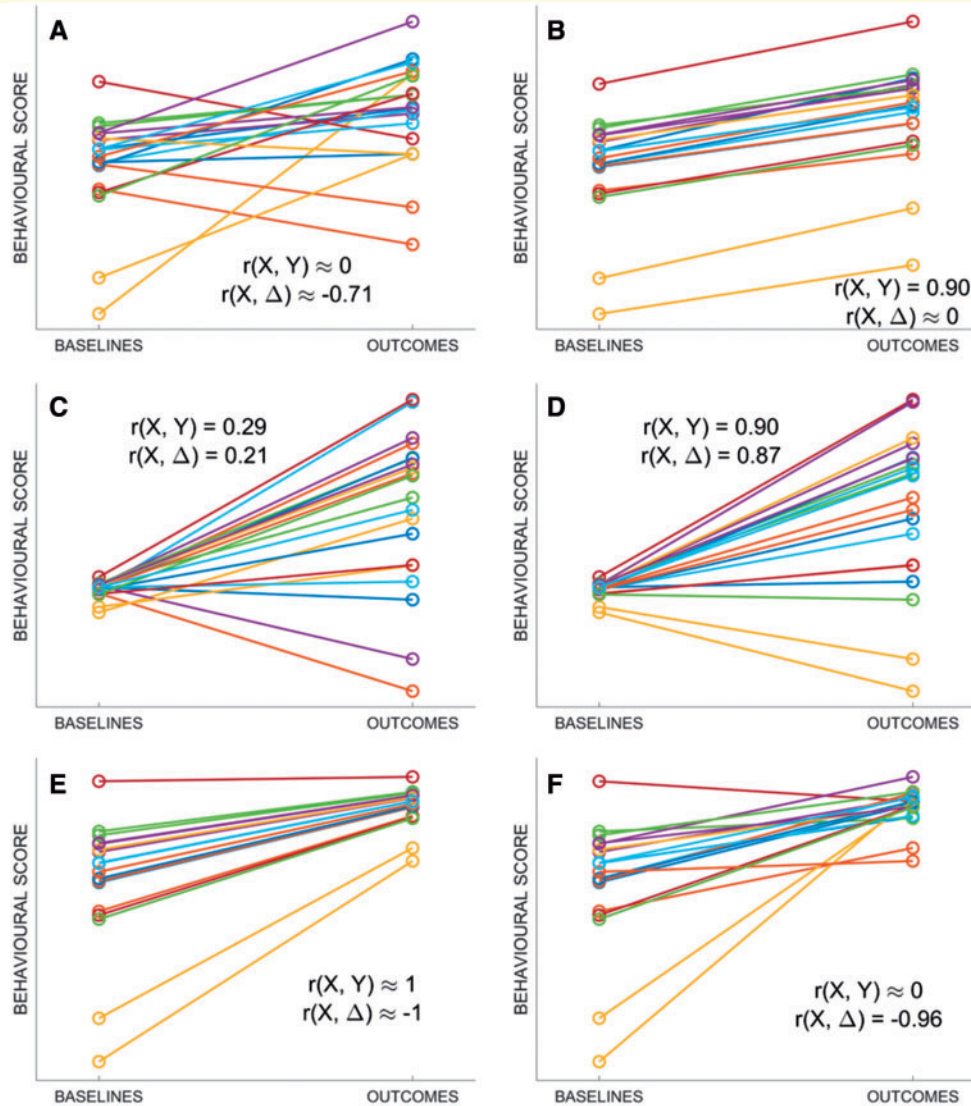 A
BEHAVIOURAL SCORE
r(X, Y) ≈ 0
r(X, Δ) ≈ -0.71
BASELINES
OUTCOMES
B
BEHAVIOURAL SCORE
r(X, Y) = 0.90
r(X, Δ) ≈ 0
BASELINES
OUTCOMES
C
BEHAVIOURAL SCORE
r(X, Y) = 0.29
r(X, Δ) = 0.21
BASELINES
OUTCOMES
D
BEHAVIOURAL SCORE
r(X, Y) = 0.90
r(X, Δ) = 0.87
BASELINES
OUTCOMES
E
BEHAVIOURAL SCORE
r(X, Y) ≈ 1
r(X, Δ) ≈ -1
BASELINES
OUTCOMES
F
BEHAVIOURAL SCORE
r(X, Y) ≈ 0
r(X, Δ) = -0.96
BASELINES
OUTCOMES